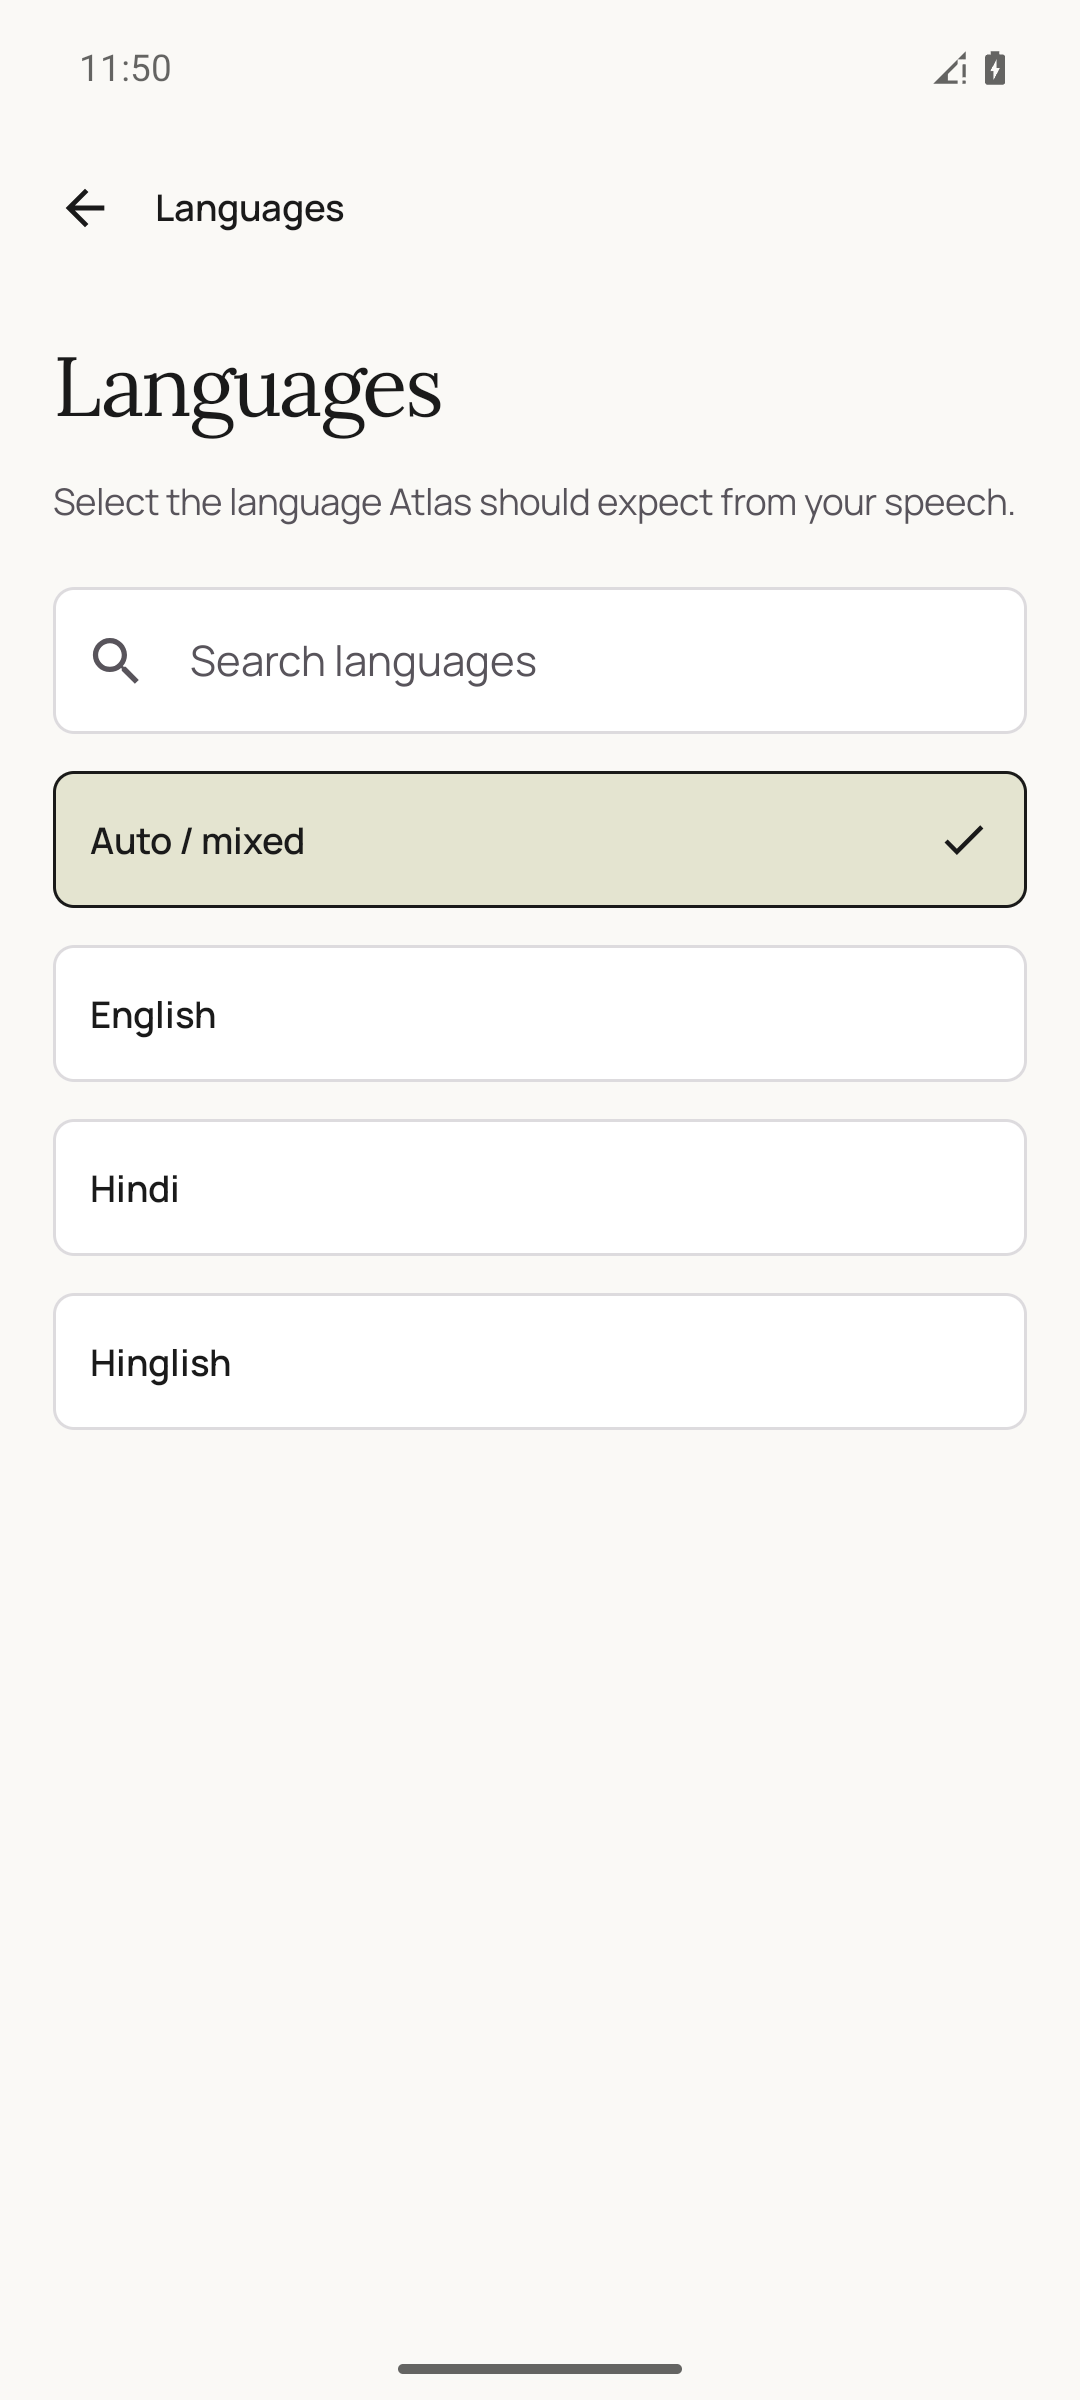 11:50
Languages
Languages
Select the language Atlas should expect from your speech.
Search languages
Auto / mixed
English
Hindi
Hinglish